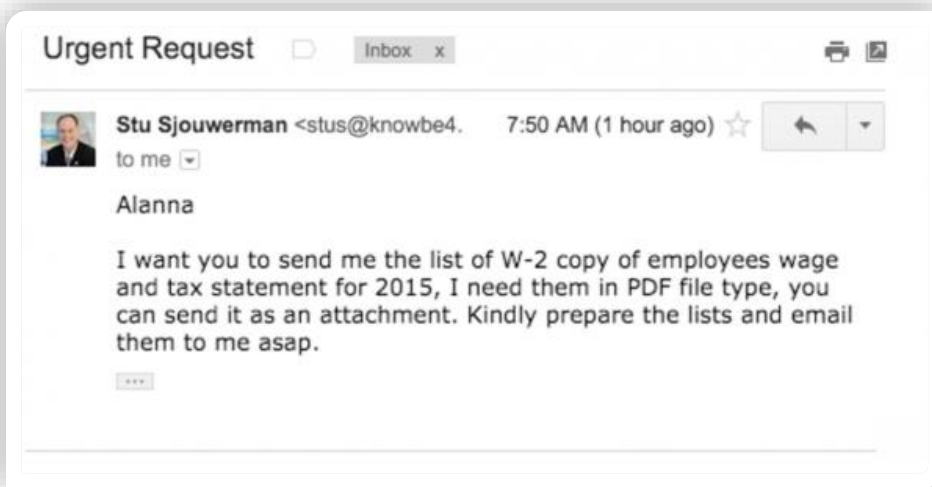 Urgent Request Inbox x
Stu Sjouwerman <stus@knowbe4. 7:50 AM (1 hour ago)
to me
Alanna
I want you to send me the list of W-2 copy of employees wage
and tax statement for 2015, I need them in PDF file type, you
can send it as an attachment. Kindly prepare the lists and email
them to me asap.